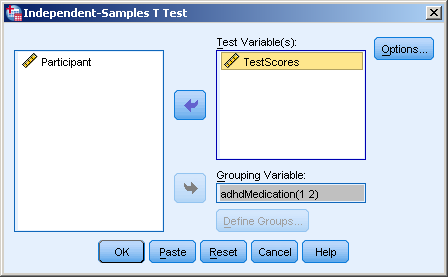 Independent-Samples T Test
Test Variable(s):
Participant
TestScores
Options...
Grouping Variable:
adhdMedication(1 2)
Define Groups...
OK
Paste
Reset
Cancel
Help